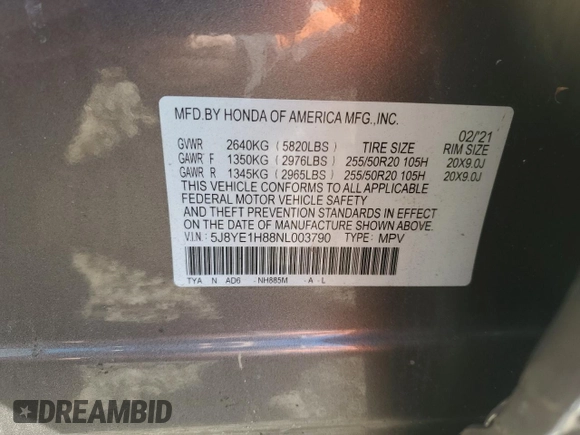 MFD.BY HONDA OF AMERICA MFG.,INC.
02/'21
GVWR 2640KG ( 5820LBS ) TIRE SIZE RIM SIZE
GAWR F 1350KG ( 2976LBS ) 255/50R20 105H 20X9.0J
GAWR R 1345KG ( 2965LBS ) 255/50R20 105H 20X9.0J
THIS VEHICLE CONFORMS TO ALL APPLICABLE
FEDERAL MOTOR VEHICLE SAFETY
AND THEFT PREVENTION STANDARDS IN EFFECT
ON THE DATE OF MANUFACTURE SHOWN ABOVE.
V.I.N.: 5J8YE1H88NL003790 TYPE: MPV
TYA N AD6 -NH885M -A -L
DREAMBID